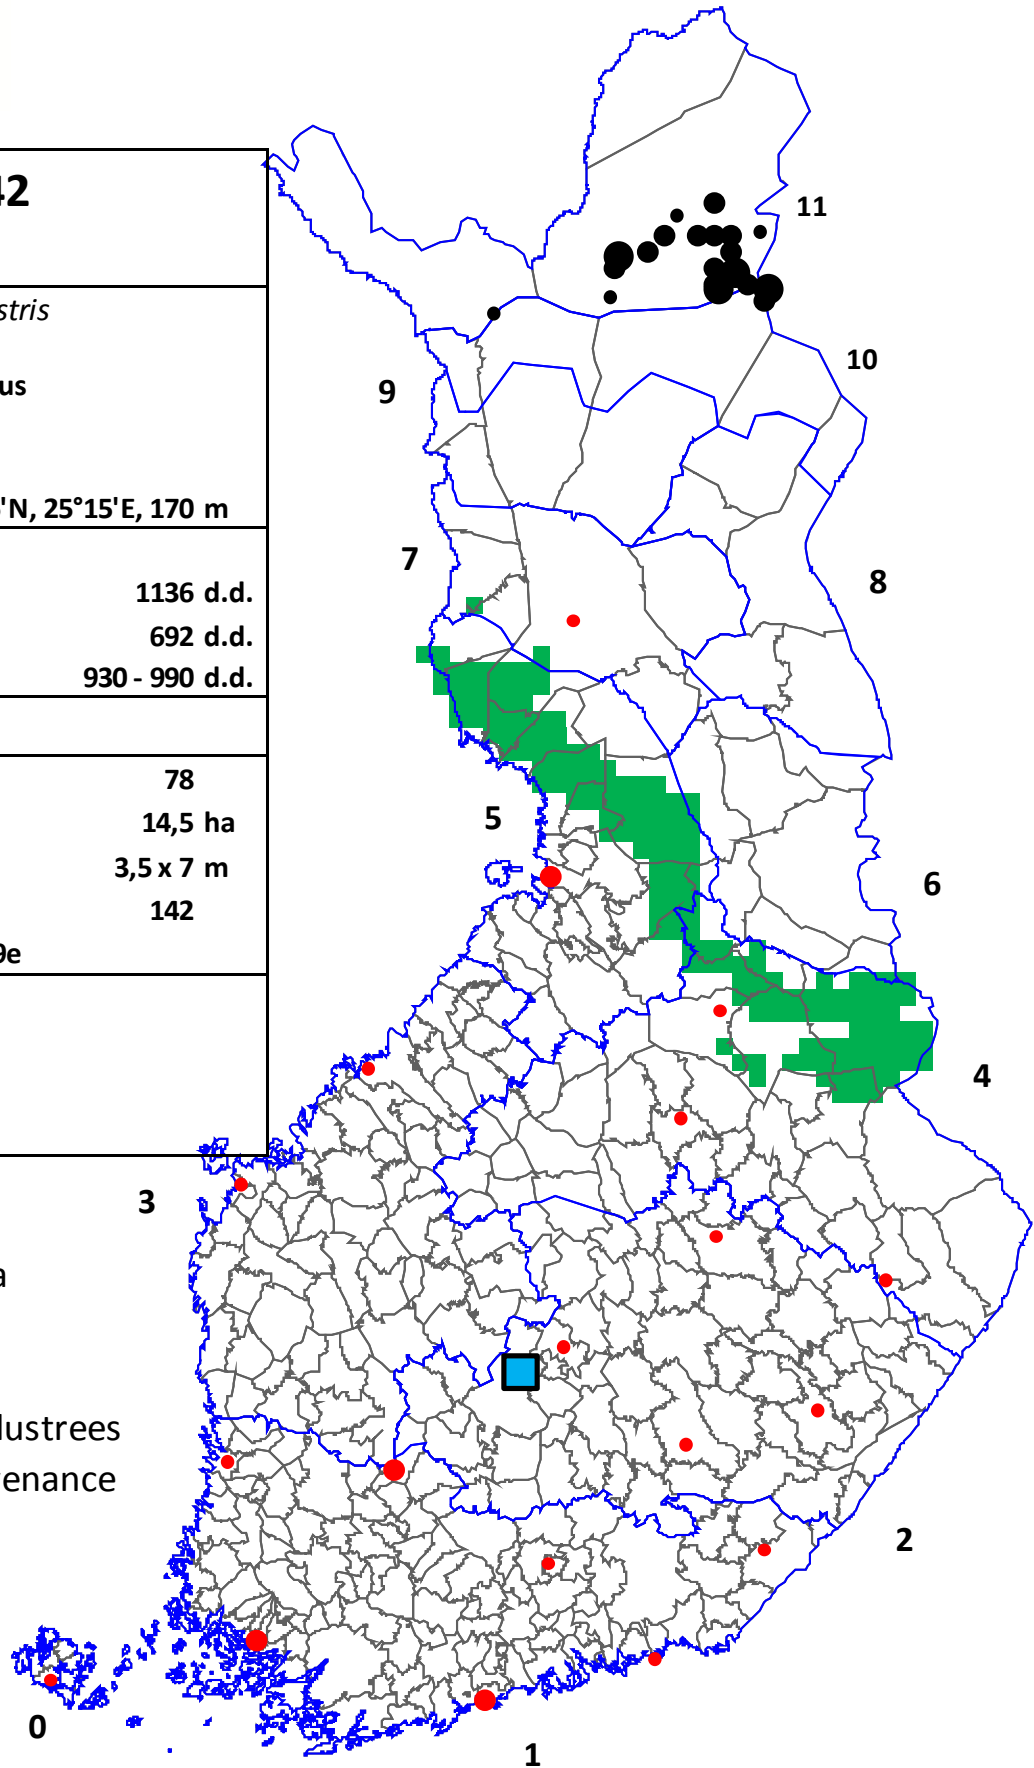 42
stris
us
'N, 25°15'E, 170 m
1136 d.d.
692 d.d.
930 - 990 d.d.
78
14,5 ha
3,5 x 7 m
142
9e
a
lustrees
enance
11
10
9
8
7
6
5
4
3
2
1
0